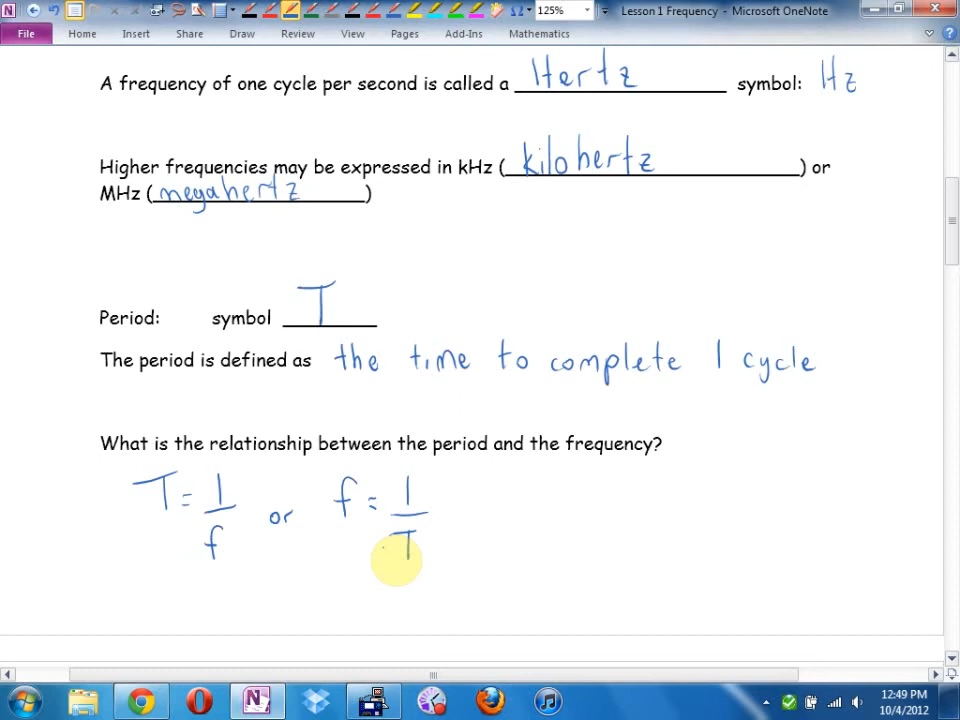 125%
Lesson 1 Frequency - Microsoft OneNote
File Home Insert Share Draw Review View Pages Add-Ins Mathematics
A frequency of one cycle per second is called a Hertz symbol: Hz
Higher frequencies may be expressed in kHz (kilohertz) or
MHz (megahertz)
Period: symbol T
The period is defined as the time to complete 1 cycle
What is the relationship between the period and the frequency?
T = 1/f or f = 1/T
12:49 PM
10/4/2012